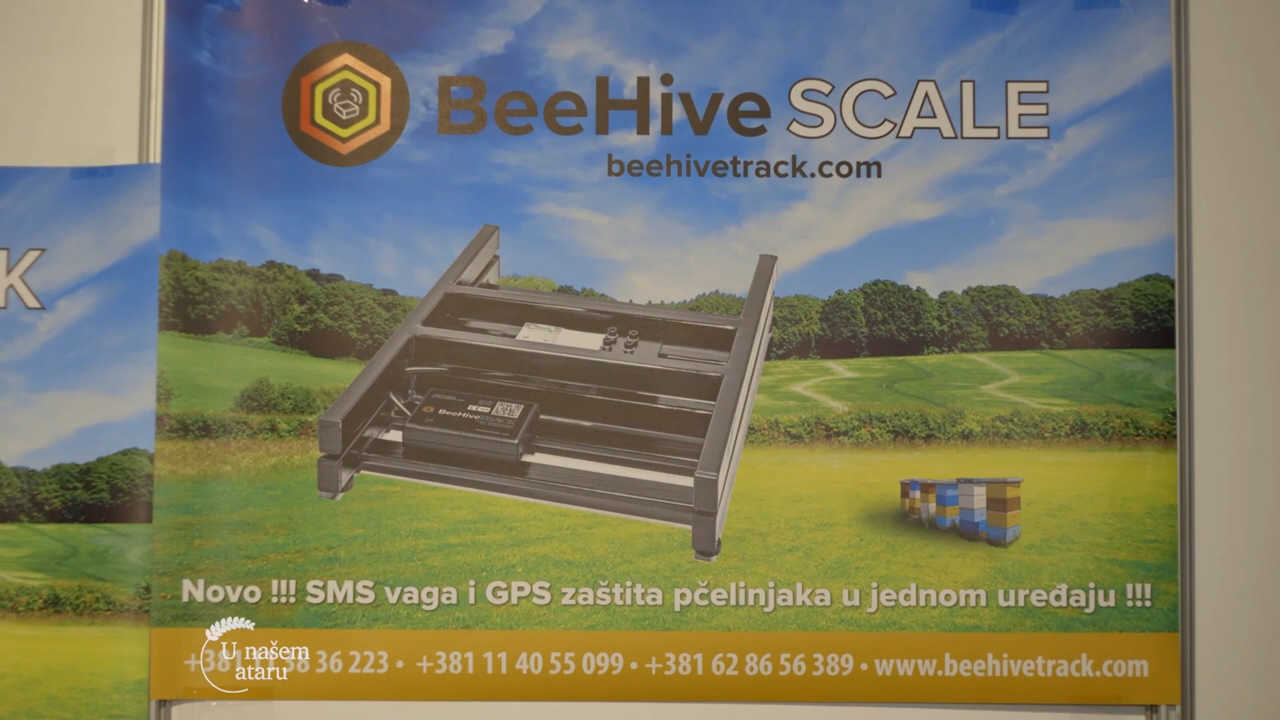 BeeHive SCALE
beehivetrack.com
K
BeeHive
Novo !!! SMS vaga i GPS zaštita pčelinjaka u jednom uređaju !!!
36 223 • +381 11 40 55 099 • +381 62 86 56 389 • www.beehivetrack.com
U našem
ataru